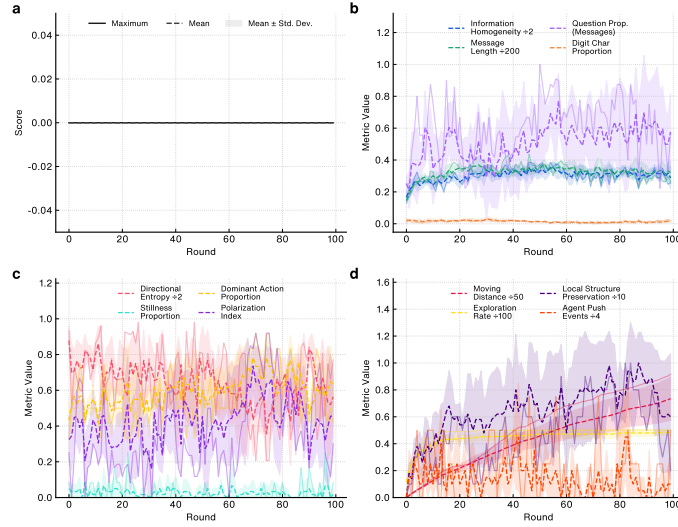 a
Maximum
Mean
Mean ± Std. Dev.
0.04
0.02
0.00
-0.02
-0.04
Score
0
20
40
60
80
100
Round
b
Information
Homogeneity ÷2
Message
Length ÷200
Question Prop.
(Messages)
Digit Char
Proportion
1.2
1.0
0.8
0.6
0.4
0.2
0.0
Metric Value
0
20
40
60
80
100
Round
c
Directional
Entropy ÷2
Stillness
Proportion
Dominant Action
Proportion
Polarization
Index
1.2
1.0
0.8
0.6
0.4
0.2
0.0
Metric Value
0
20
40
60
80
100
Round
d
Moving
Distance ÷50
Exploration
Rate ÷100
Local Structure
Preservation ÷10
Agent Push
Events ÷4
1.6
1.4
1.2
1.0
0.8
0.6
0.4
0.2
0.0
Metric Value
0
20
40
60
80
100
Round